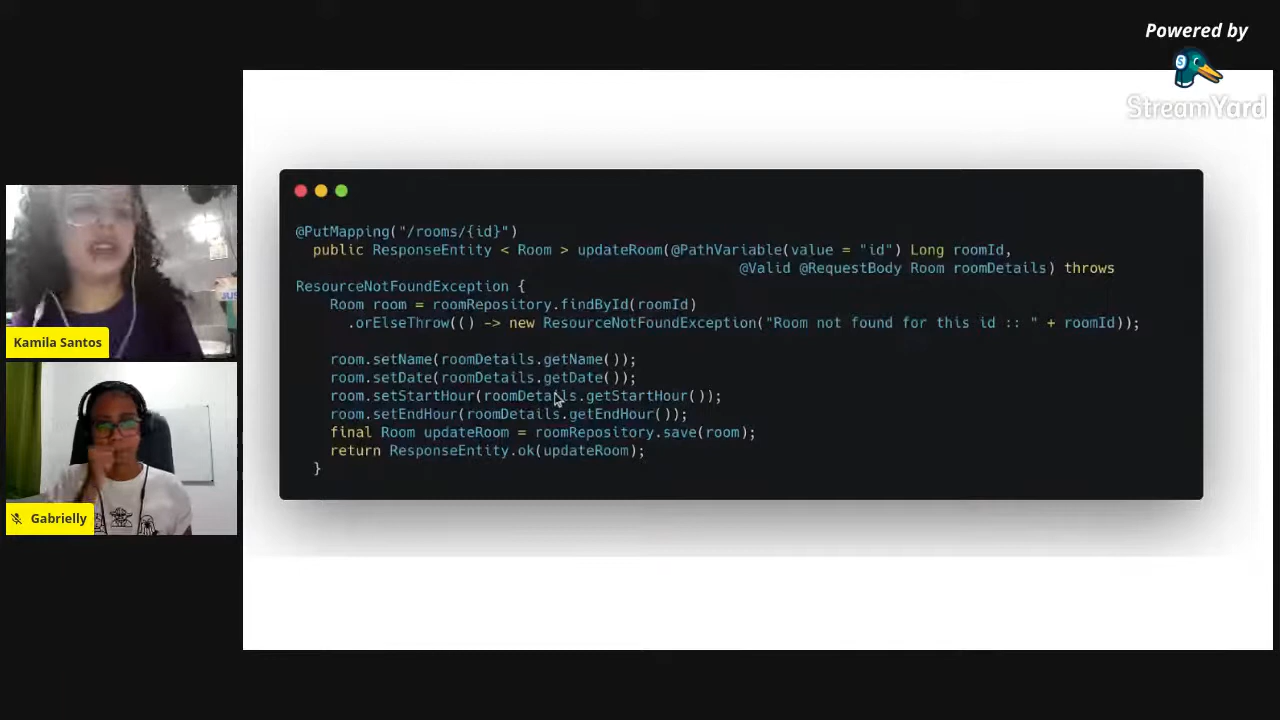 Powered by
StreamYard
@PutMapping("/rooms/{id}")
public ResponseEntity < Room > updateRoom(@PathVariable(value = "id") Long roomId,
@Valid @RequestBody Room roomDetails) throws
ResourceNotFoundException {
Room room = roomRepository.findById(roomId)
.orElseThrow(() -> new ResourceNotFoundException("Room not found for this id :: " + roomId));
room.setName(roomDetails.getName());
room.setDate(roomDetails.getDate());
room.setStartHour(roomDetails.getStartHour());
room.setEndHour(roomDetails.getEndHour());
final Room updateRoom = roomRepository.save(room);
return ResponseEntity.ok(updateRoom);
}
Kamila Santos
Gabrielly